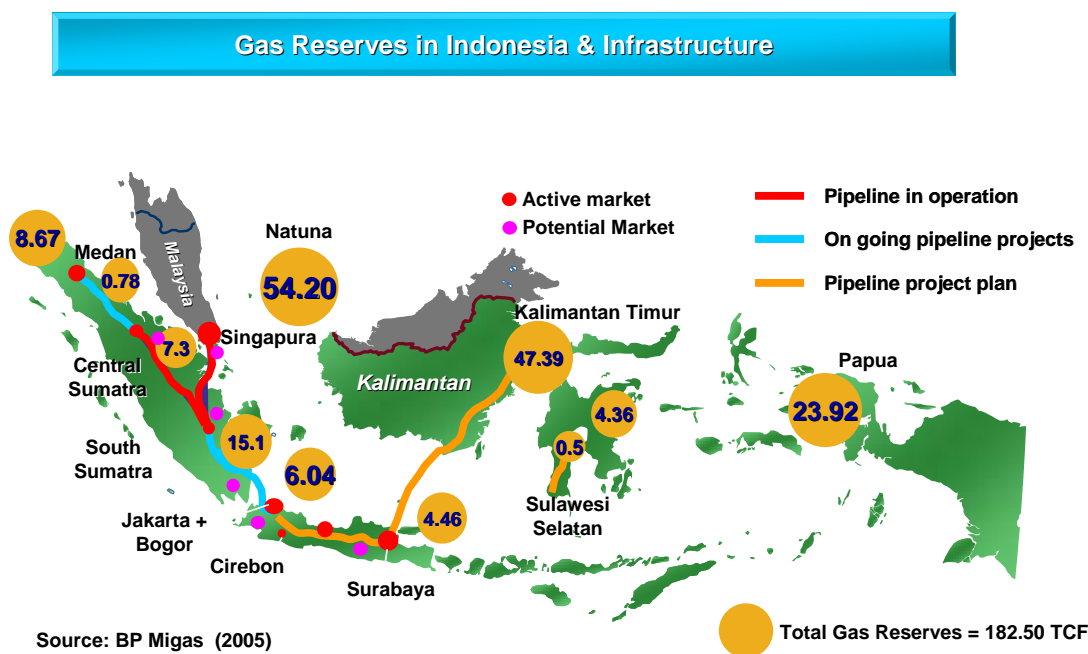 Gas Reserves in Indonesia & Infrastructure
Active market
Potential Market
Pipeline in operation
On going pipeline projects
Pipeline project plan
8.67
Medan
0.78
Malaysia
Natuna
54.20
Singapura
7.3
Central
Sumatra
Kalimantan Timur
47.39
Kalimantan
Papua
23.92
4.36
0.5
Sulawesi
Selatan
South
Sumatra
15.1
6.04
4.46
Jakarta +
Bogor
Cirebon
Surabaya
Source: BP Migas (2005)
Total Gas Reserves = 182.50 TCF